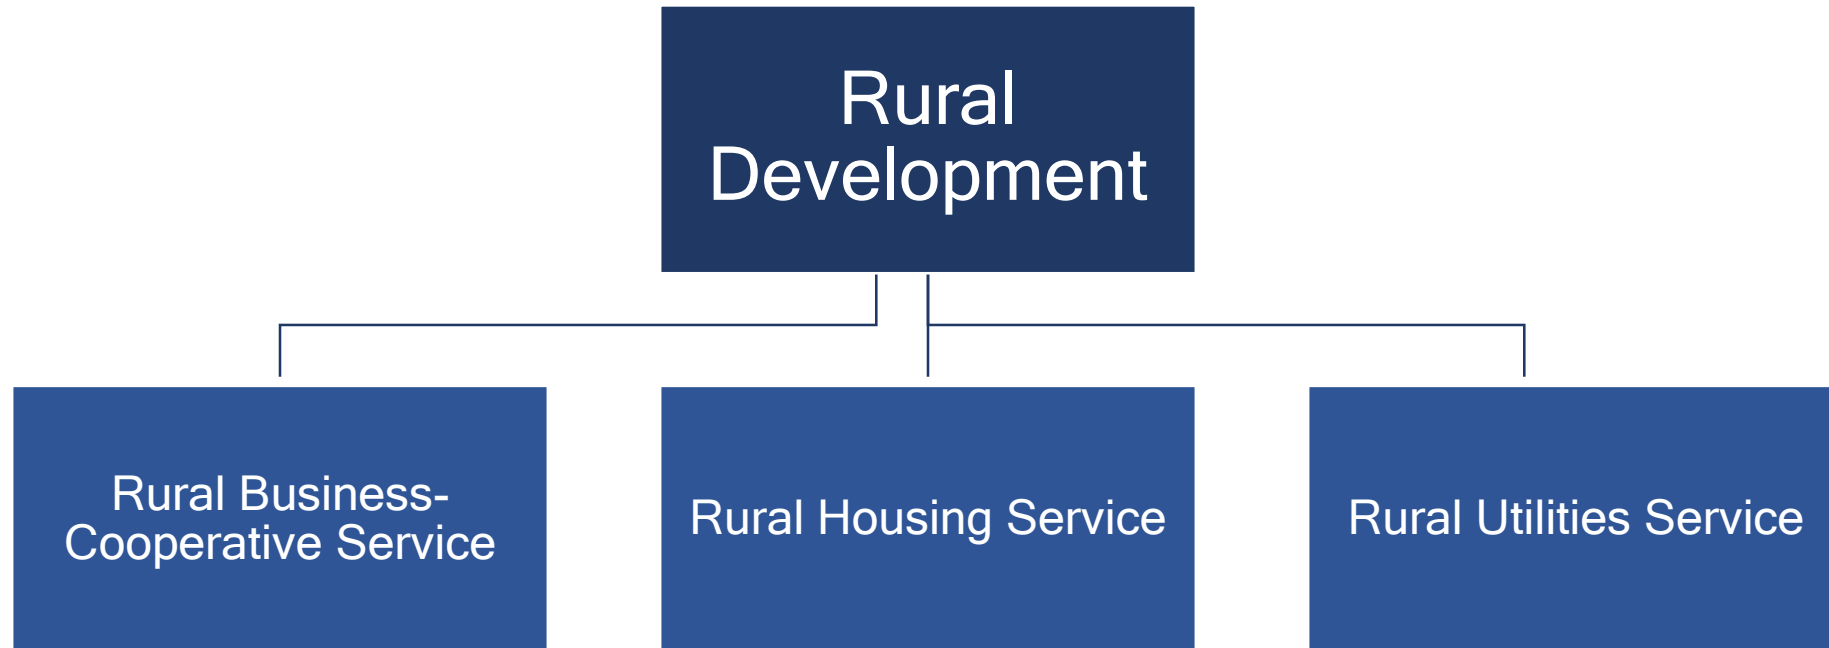 Rural
Development
Rural Business-
Cooperative Service
Rural Housing Service
Rural Utilities Service